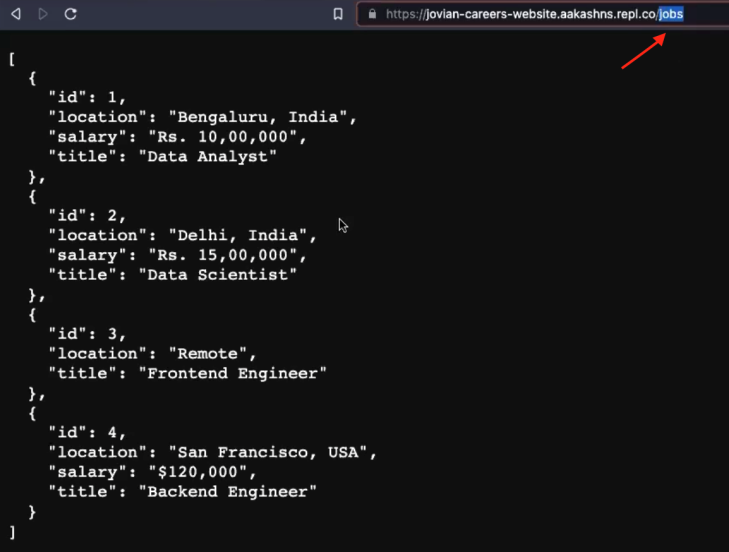 https://jovian-careers-website.aakashns.repl.co/jobs
[
  {
    "id": 1,
    "location": "Bengaluru, India",
    "salary": "Rs. 10,00,000",
    "title": "Data Analyst"
  },
  {
    "id": 2,
    "location": "Delhi, India",
    "salary": "Rs. 15,00,000",
    "title": "Data Scientist"
  },
  {
    "id": 3,
    "location": "Remote",
    "title": "Frontend Engineer"
  },
  {
    "id": 4,
    "location": "San Francisco, USA",
    "salary": "$120,000",
    "title": "Backend Engineer"
  }
]